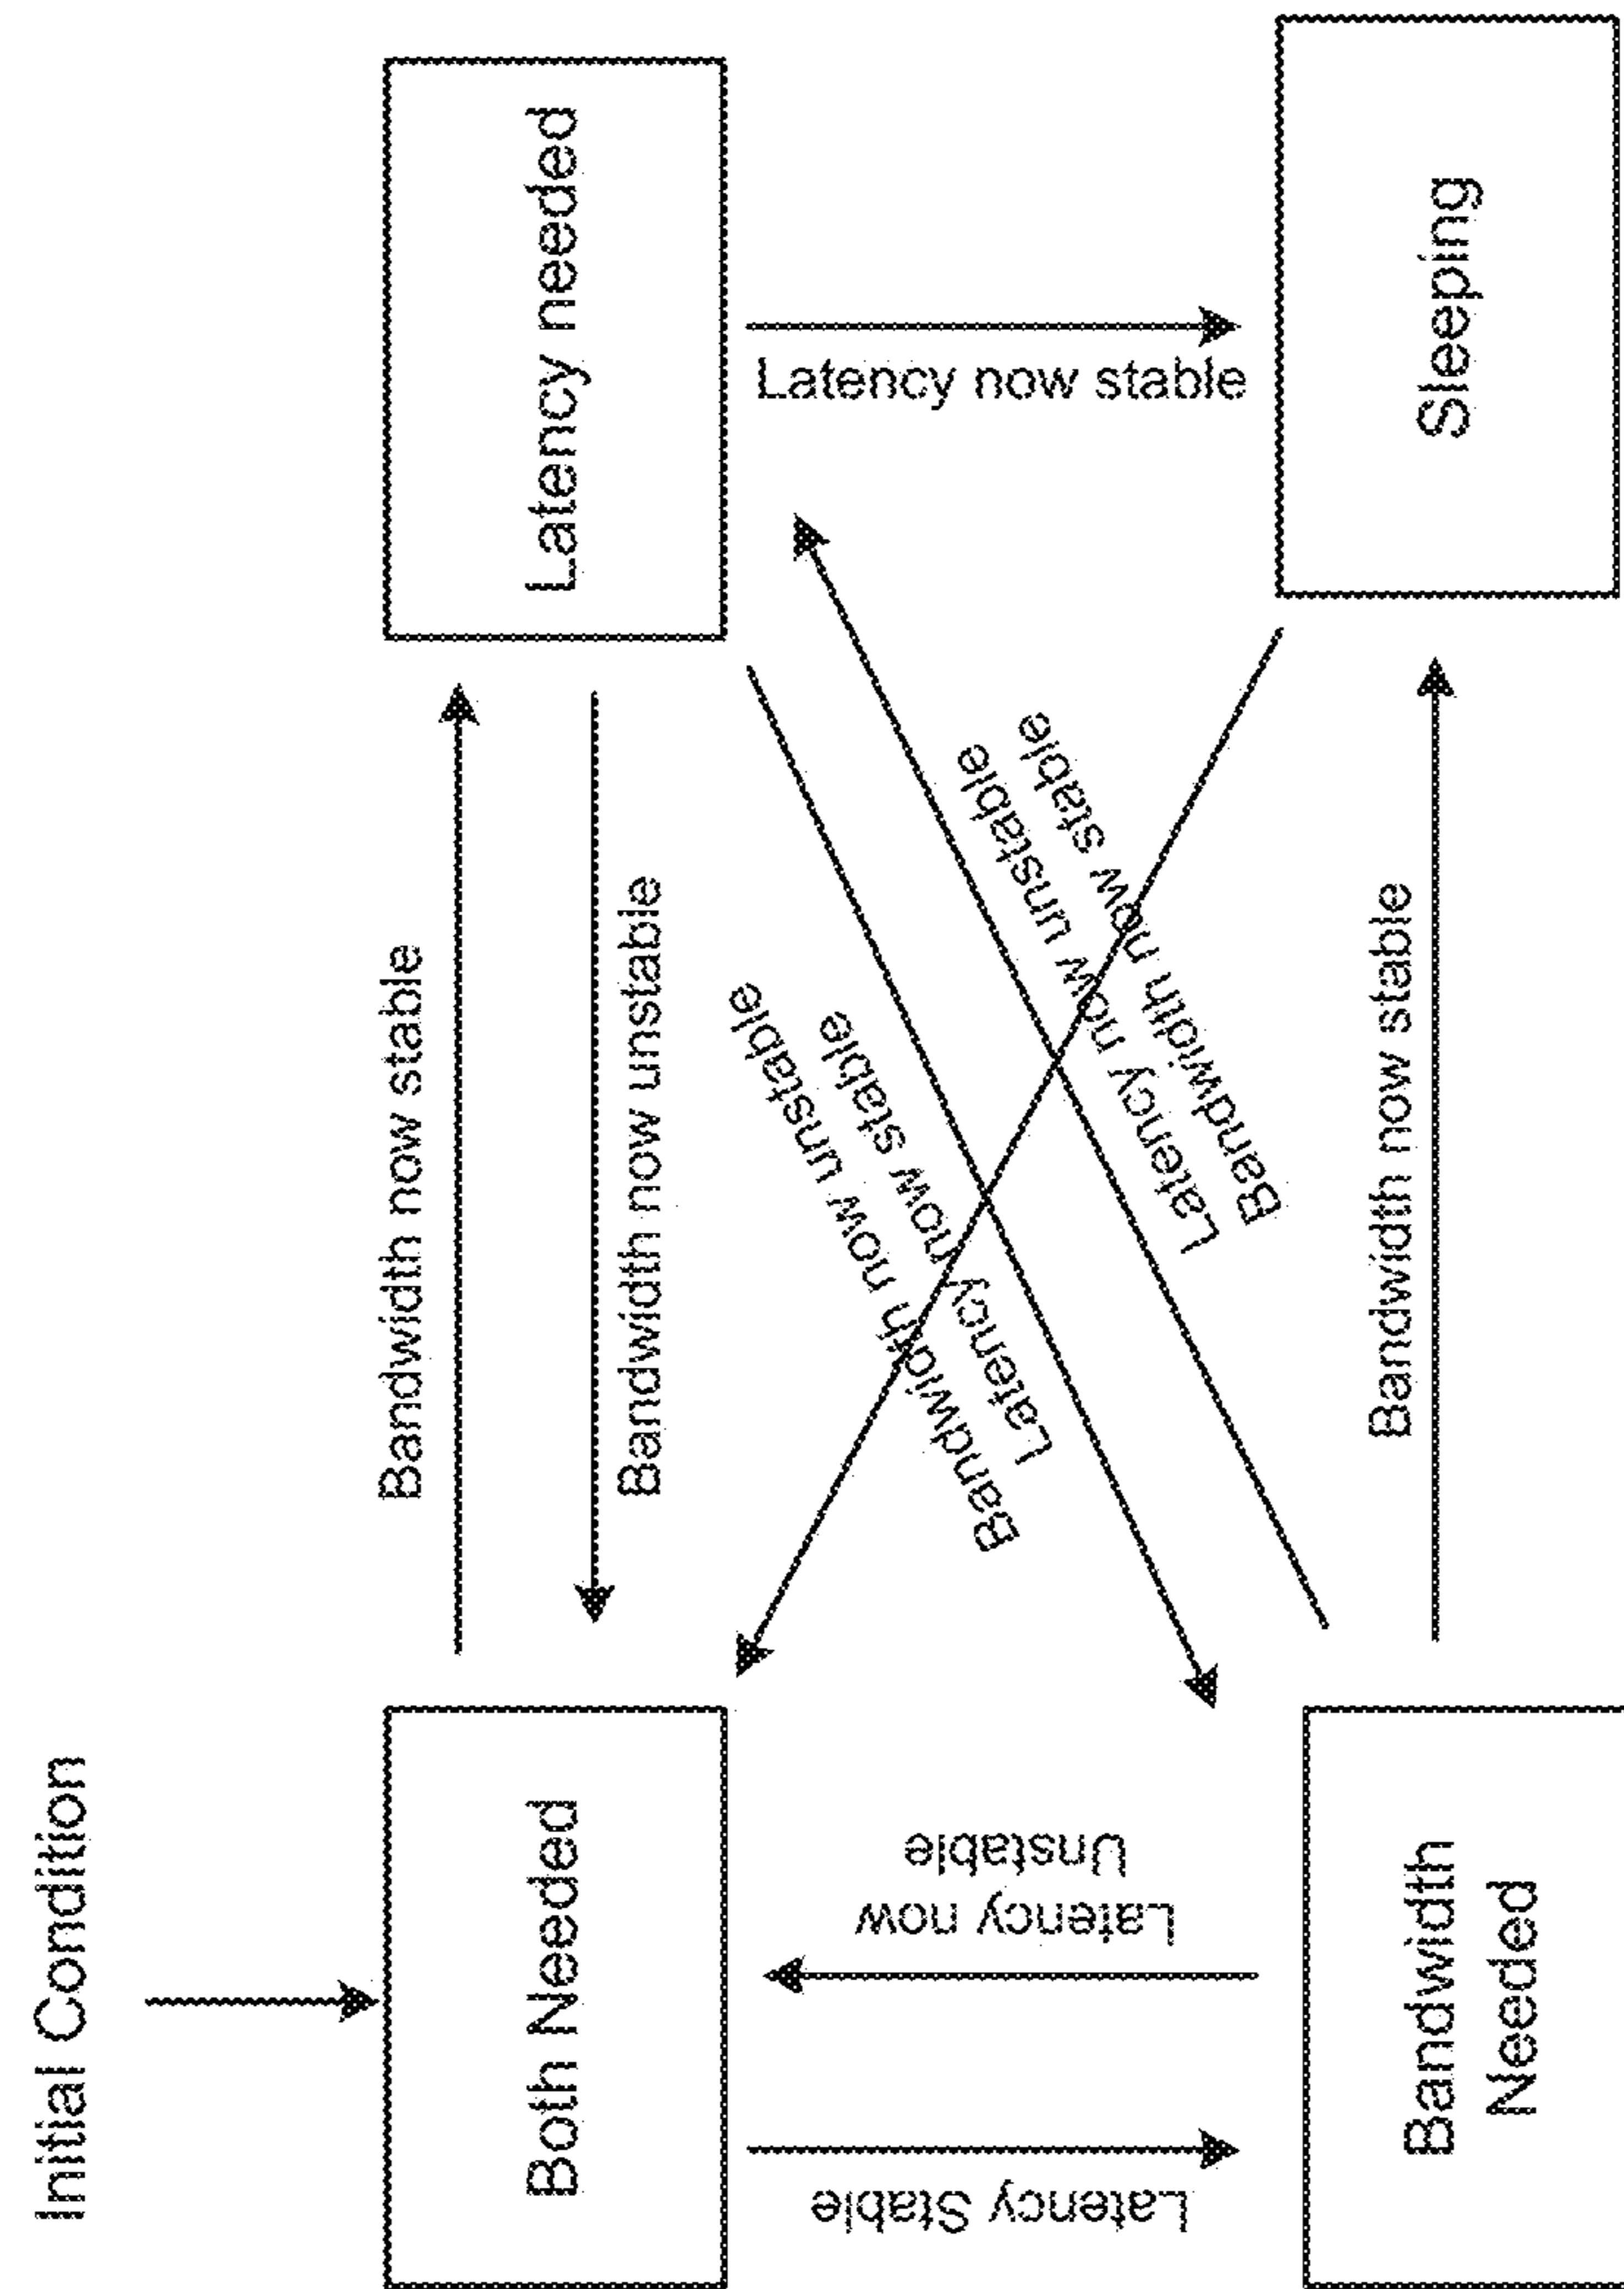 Initial Condition
Both Needed
Bandwidth now stable
Bandwidth now unstable
Latency needed
Latency Stable
Latency now
Unstable
Bandwidth now unstable
Latency now stable
Latency now unstable
Bandwidth now stable
Latency now stable
Bandwidth
Needed
Bandwidth now stable
Sleeping